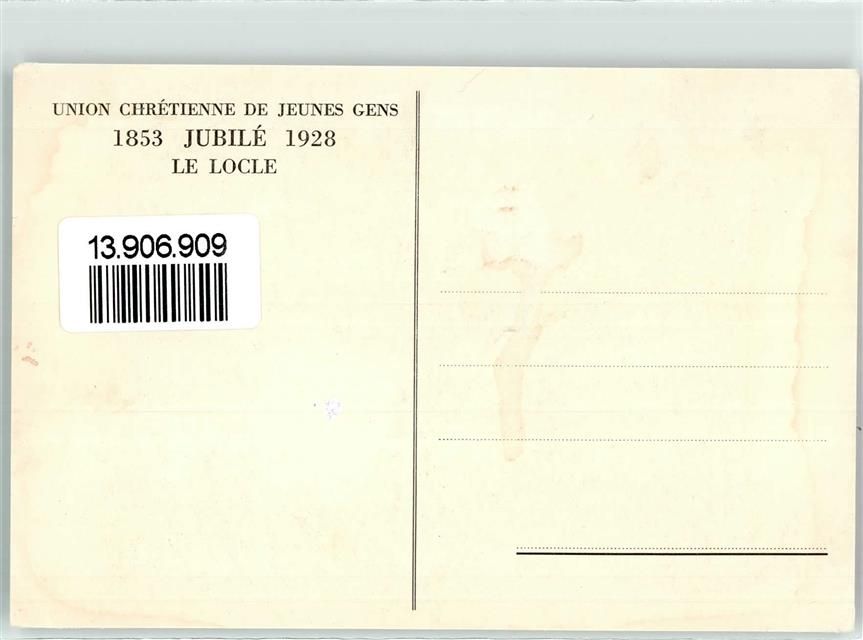 UNION CHRÉTIENNE DE JEUNES GENS
1853 JUBILÉ 1928
LE LOCLE
13.906.909